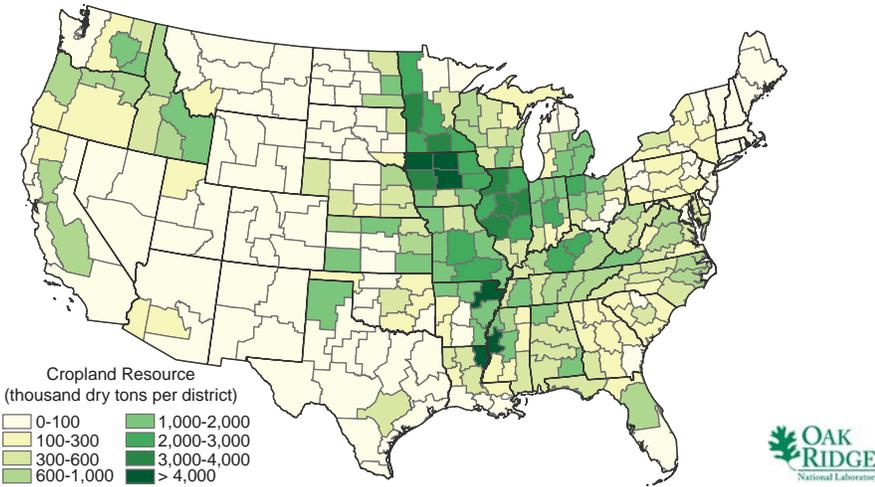 Cropland Resource
(thousand dry tons per district)
0-100
100-300
300-600
600-1,000
1,000-2,000
2,000-3,000
3,000-4,000
> 4,000
OAK
RIDGE
National Laborator